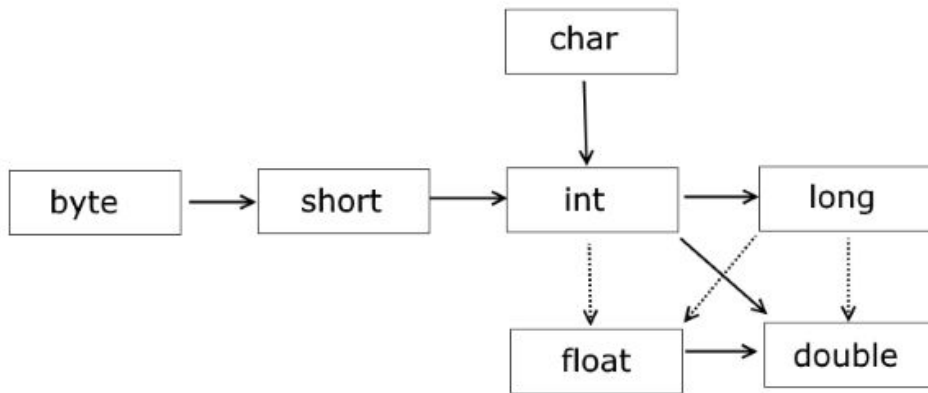 char
byte
short
int
long
float
double